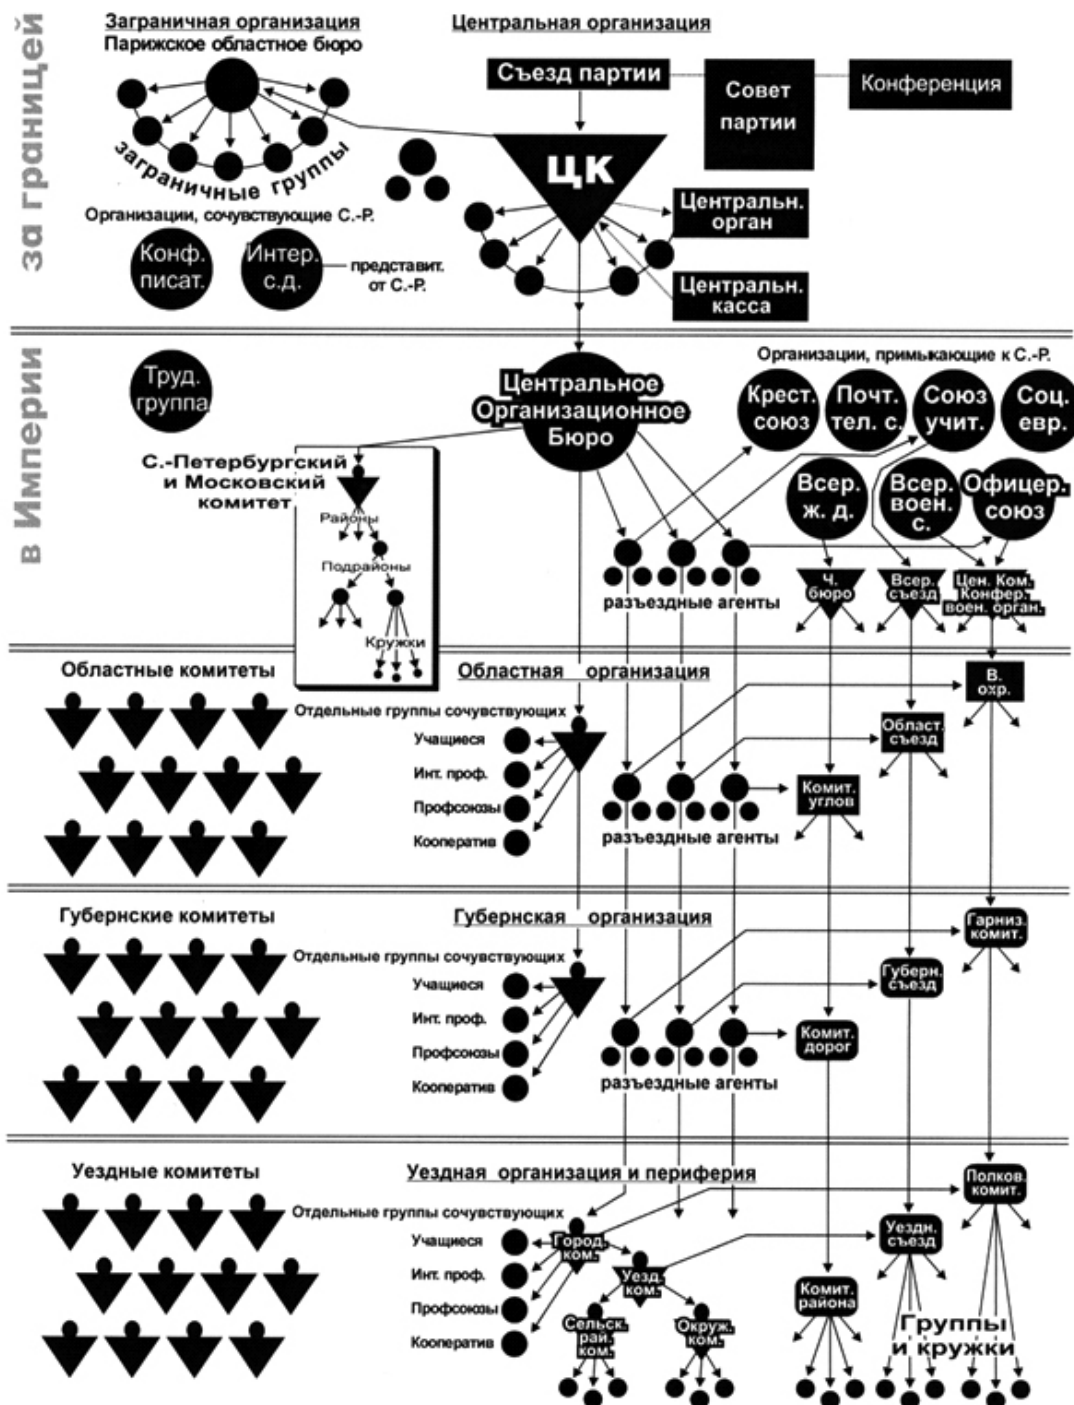 за границей
Заграничная организация
Парижское областное бюро
Центральная организация
Съезд партии
Совет
партии
Конференция
ЦК
заграничные группы
Организации, сочувствующие С.-Р.
Конф.
писат.
Интер.
с.д.
представит.
от С.-Р.
Центральн.
орган
Центральн.
касса
в Империи
Труд.
группа
Центральное
Организационное
Бюро
Организации, примыкающие к С.-Р.
Крест.
союз
Почт.
тел. с.
Союз
учит.
Соц.
евр.
Всер.
ж. д.
Всер.
воен.
с.
Офицер.
союз
С.-Петербургский
и Московский
комитет
Районы
Подрайоны
Кружки
разъездные агенты
Ч.
бюро
Всер.
съезд
Цен. Ком.
Конфер.
воен. орган.
Областные комитеты
Областная организация
Отдельные группы сочувствующих
Учащиеся
Инт. проф.
Профсоюзы
Кооператив
разъездные агенты
В.
охр.
Област.
съезд
Комит.
углов
Губернские комитеты
Губернская организация
Отдельные группы сочувствующих
Учащиеся
Инт. проф.
Профсоюзы
Кооператив
разъездные агенты
Гарниз.
комит.
Губерн.
съезд
Комит.
дорог
Уездные комитеты
Уездная организация и периферия
Отдельные группы сочувствующих
Учащиеся
Инт. проф.
Профсоюзы
Кооператив
Город.
ком.
Уезд.
ком.
Сельск.
рай.
ком.
Окруж.
ком.
Полков.
комит.
Уездн.
съезд
Комит.
района
Группы
и кружки